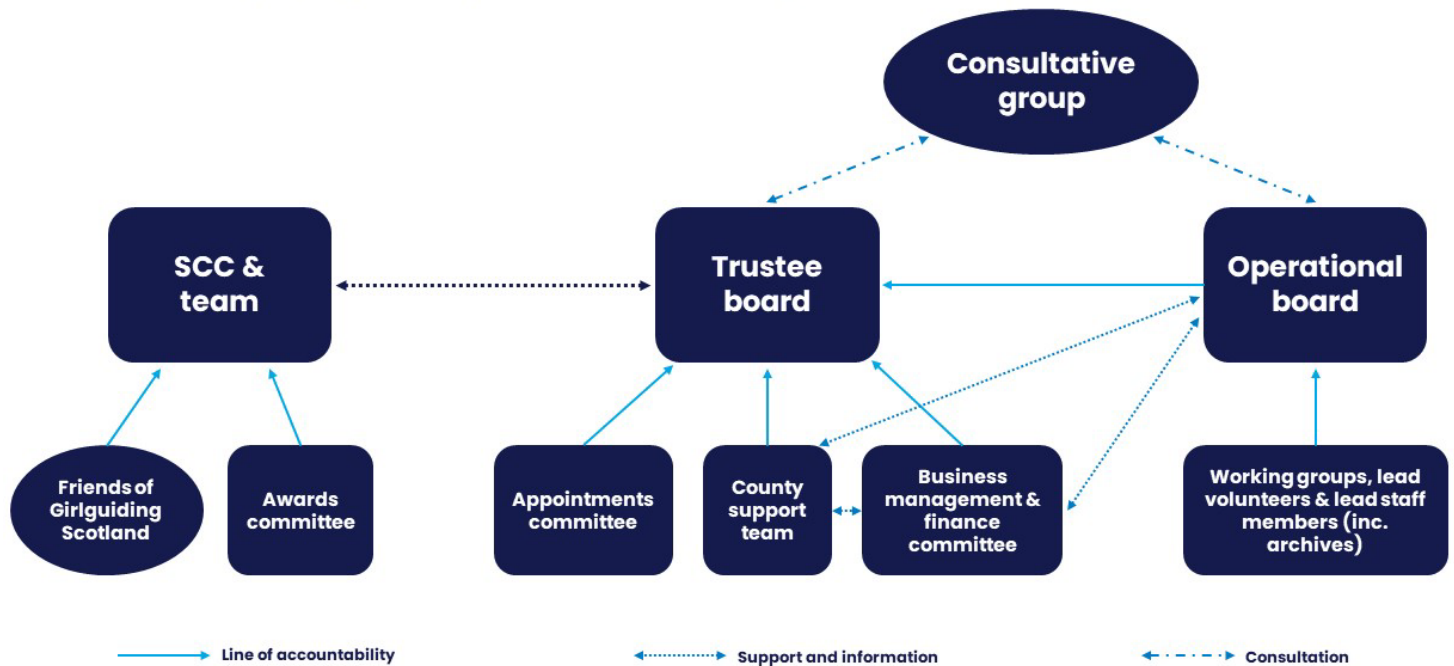 Consultative
group
SCC &
team
Trustee
board
Operational
board
Friends of
Girlguiding
Scotland
Awards
committee
Appointments
committee
County
support
team
Business
management &
finance
committee
Working groups, lead
volunteers & lead staff
members (inc.
archives)
Line of accountability
Support and information
Consultation